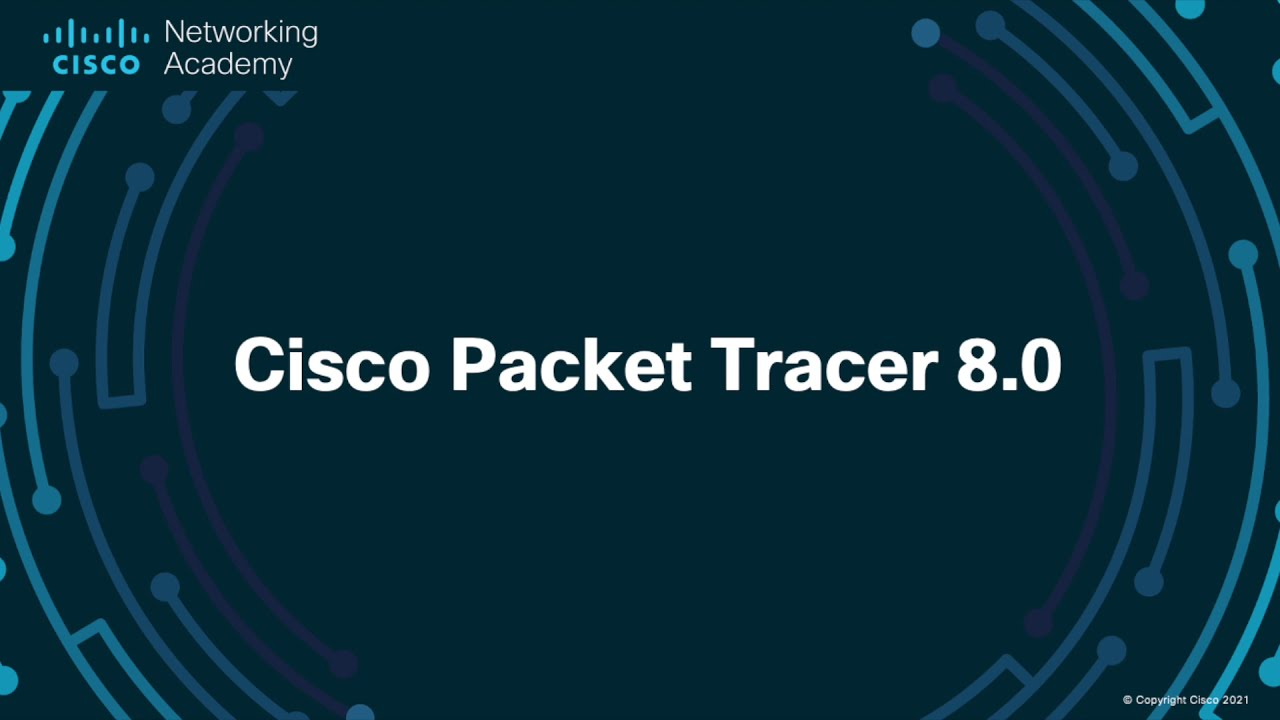 Networking
CISCO Academy
Cisco Packet Tracer 8.0
© Copyright Cisco 2021